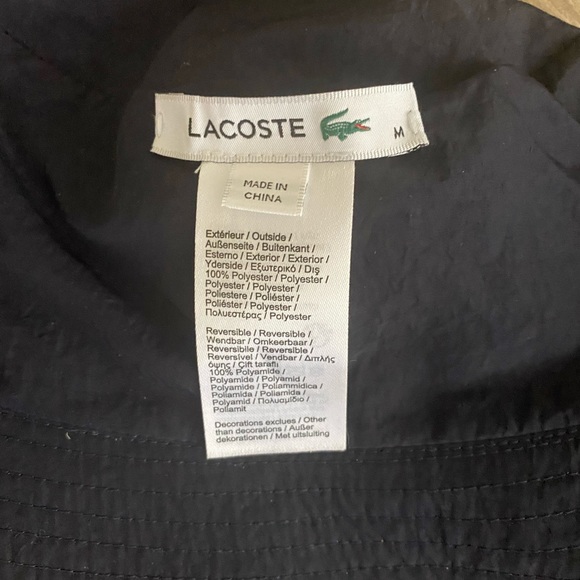 LACOSTE M
MADE IN
CHINA
Extérieur / Outside /
Außenseite / Buitenkant /
Esterno / Exterior / Exterior /
Yderside / Εξωτερικό / Dış
100% Polyester / Polyester /
Polyester / Polyester /
Poliestere / Poliéster /
Poliéster / Polyester /
Πολυεστέρας / Polyester
Reversible / Reversible /
Wendbar / Omkeerbaar /
Reversibile / Reversible /
Reversível / Vendbar / Διπλής
όψης / Çift taraflı
100% Polyamide /
Polyamide / Polyamid /
Polyamide / Poliammidica /
Poliamida / Poliamida /
Polyamid / Πολυαμίδιο /
Poliamit
Decorations exclues / Other
than decorations / Außer
dekorationen / Met uitsluiting